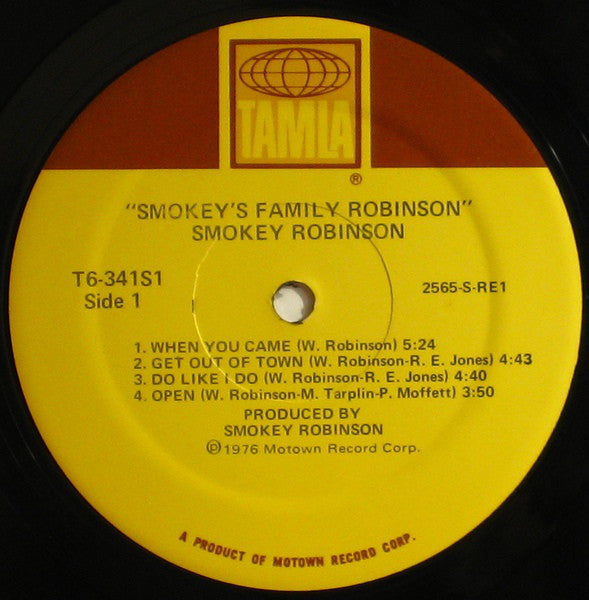 TAMLA
®
"SMOKEY'S FAMILY ROBINSON"
SMOKEY ROBINSON
T6-341S1
Side 1
2565-S-RE1
1. WHEN YOU CAME (W. Robinson) 5:24
2. GET OUT OF TOWN (W. Robinson-R. E. Jones) 4:43
3. DO LIKE I DO (W. Robinson-R. E. Jones) 4:40
4. OPEN (W. Robinson-M. Tarplin-P. Moffett) 3:50
PRODUCED BY
SMOKEY ROBINSON
℗1976 Motown Record Corp.
A PRODUCT OF MOTOWN RECORD CORP.